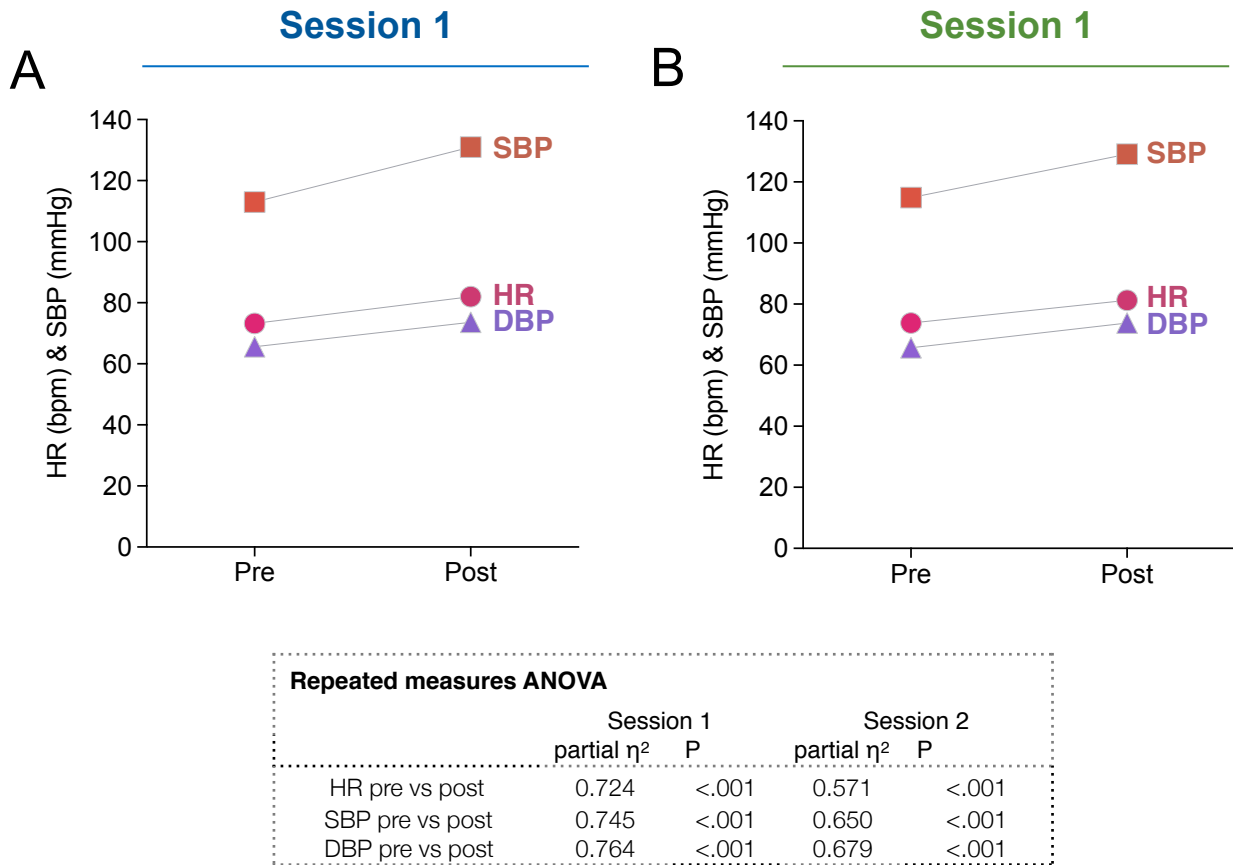 Session 1
Session 1
A
B
HR (bpm) & SBP (mmHg)
140
120
100
80
60
40
20
0
SBP
HR
DBP
Pre Post
HR (bpm) & SBP (mmHg)
140
120
100
80
60
40
20
0
SBP
HR
DBP
Pre Post
Repeated measures ANOVA
Session 1 Session 2
partial η² P partial η² P
HR pre vs post 0.724 <.001 0.571 <.001
SBP pre vs post 0.745 <.001 0.650 <.001
DBP pre vs post 0.764 <.001 0.679 <.001